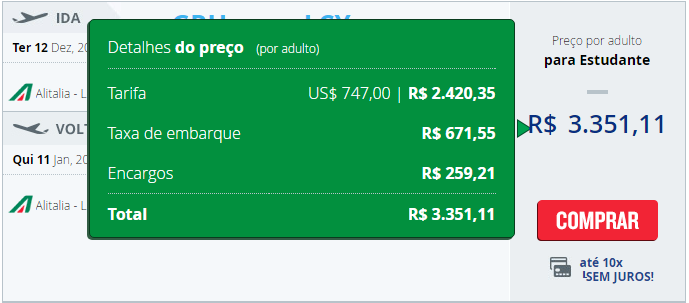 IDA
Ter 12 Dez, 20
Alitalia - L
VOLT
Qui 11 Jan, 20
Alitalia - L
Detalhes do preço (por adulto)
Tarifa US$ 747,00 | R$ 2.420,35
Taxa de embarque R$ 671,55
Encargos R$ 259,21
Total R$ 3.351,11
Preço por adulto
para Estudante
R$ 3.351,11
COMPRAR
até 10x
SEM JUROS!